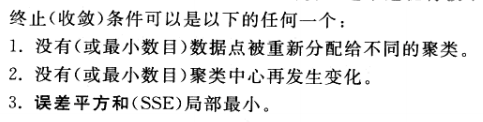 终止(收敛)条件可以是以下的任何一个：
1. 没有(或最小数目)数据点被重新分配给不同的聚类。
2. 没有(或最小数目)聚类中心再发生变化。
3. 误差平方和(SSE)局部最小。